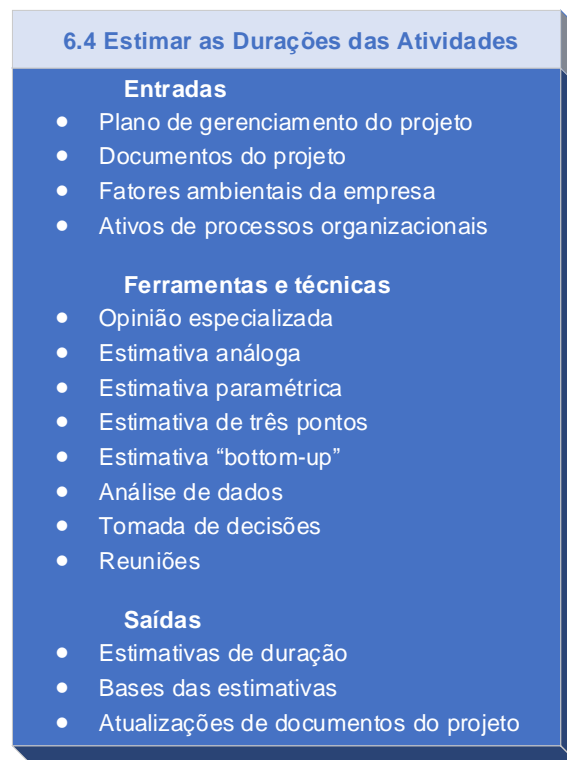 6.4 Estimar as Durações das Atividades
Entradas
• Plano de gerenciamento do projeto
• Documentos do projeto
• Fatores ambientais da empresa
• Ativos de processos organizacionais
Ferramentas e técnicas
• Opinião especializada
• Estimativa análoga
• Estimativa paramétrica
• Estimativa de três pontos
• Estimativa “bottom-up”
• Análise de dados
• Tomada de decisões
• Reuniões
Saídas
• Estimativas de duração
• Bases das estimativas
• Atualizações de documentos do projeto